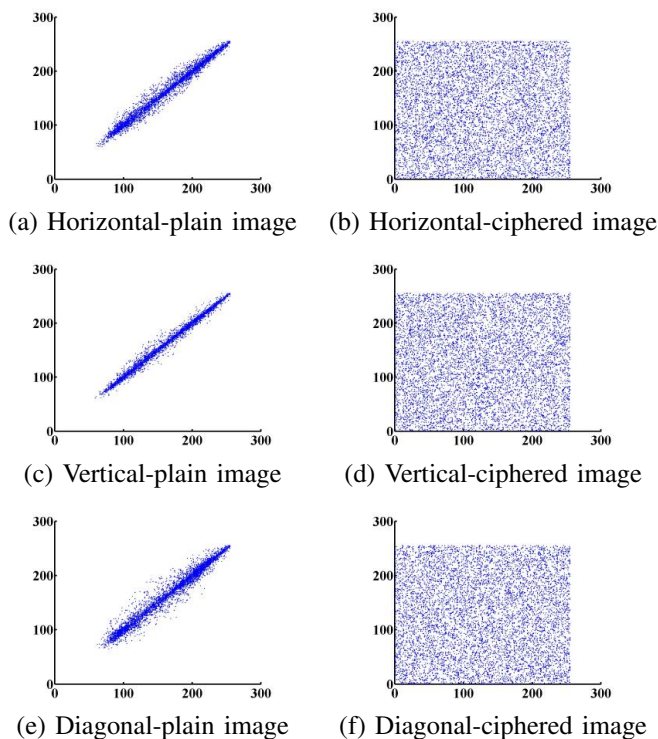 300
200
100
0
0 100 200 300
300
200
100
0
0 100 200 300
(a) Horizontal-plain image
(b) Horizontal-ciphered image
300
200
100
0
0 100 200 300
300
200
100
0
0 100 200 300
(c) Vertical-plain image
(d) Vertical-ciphered image
300
200
100
0
0 100 200 300
300
200
100
0
0 100 200 300
(e) Diagonal-plain image
(f) Diagonal-ciphered image